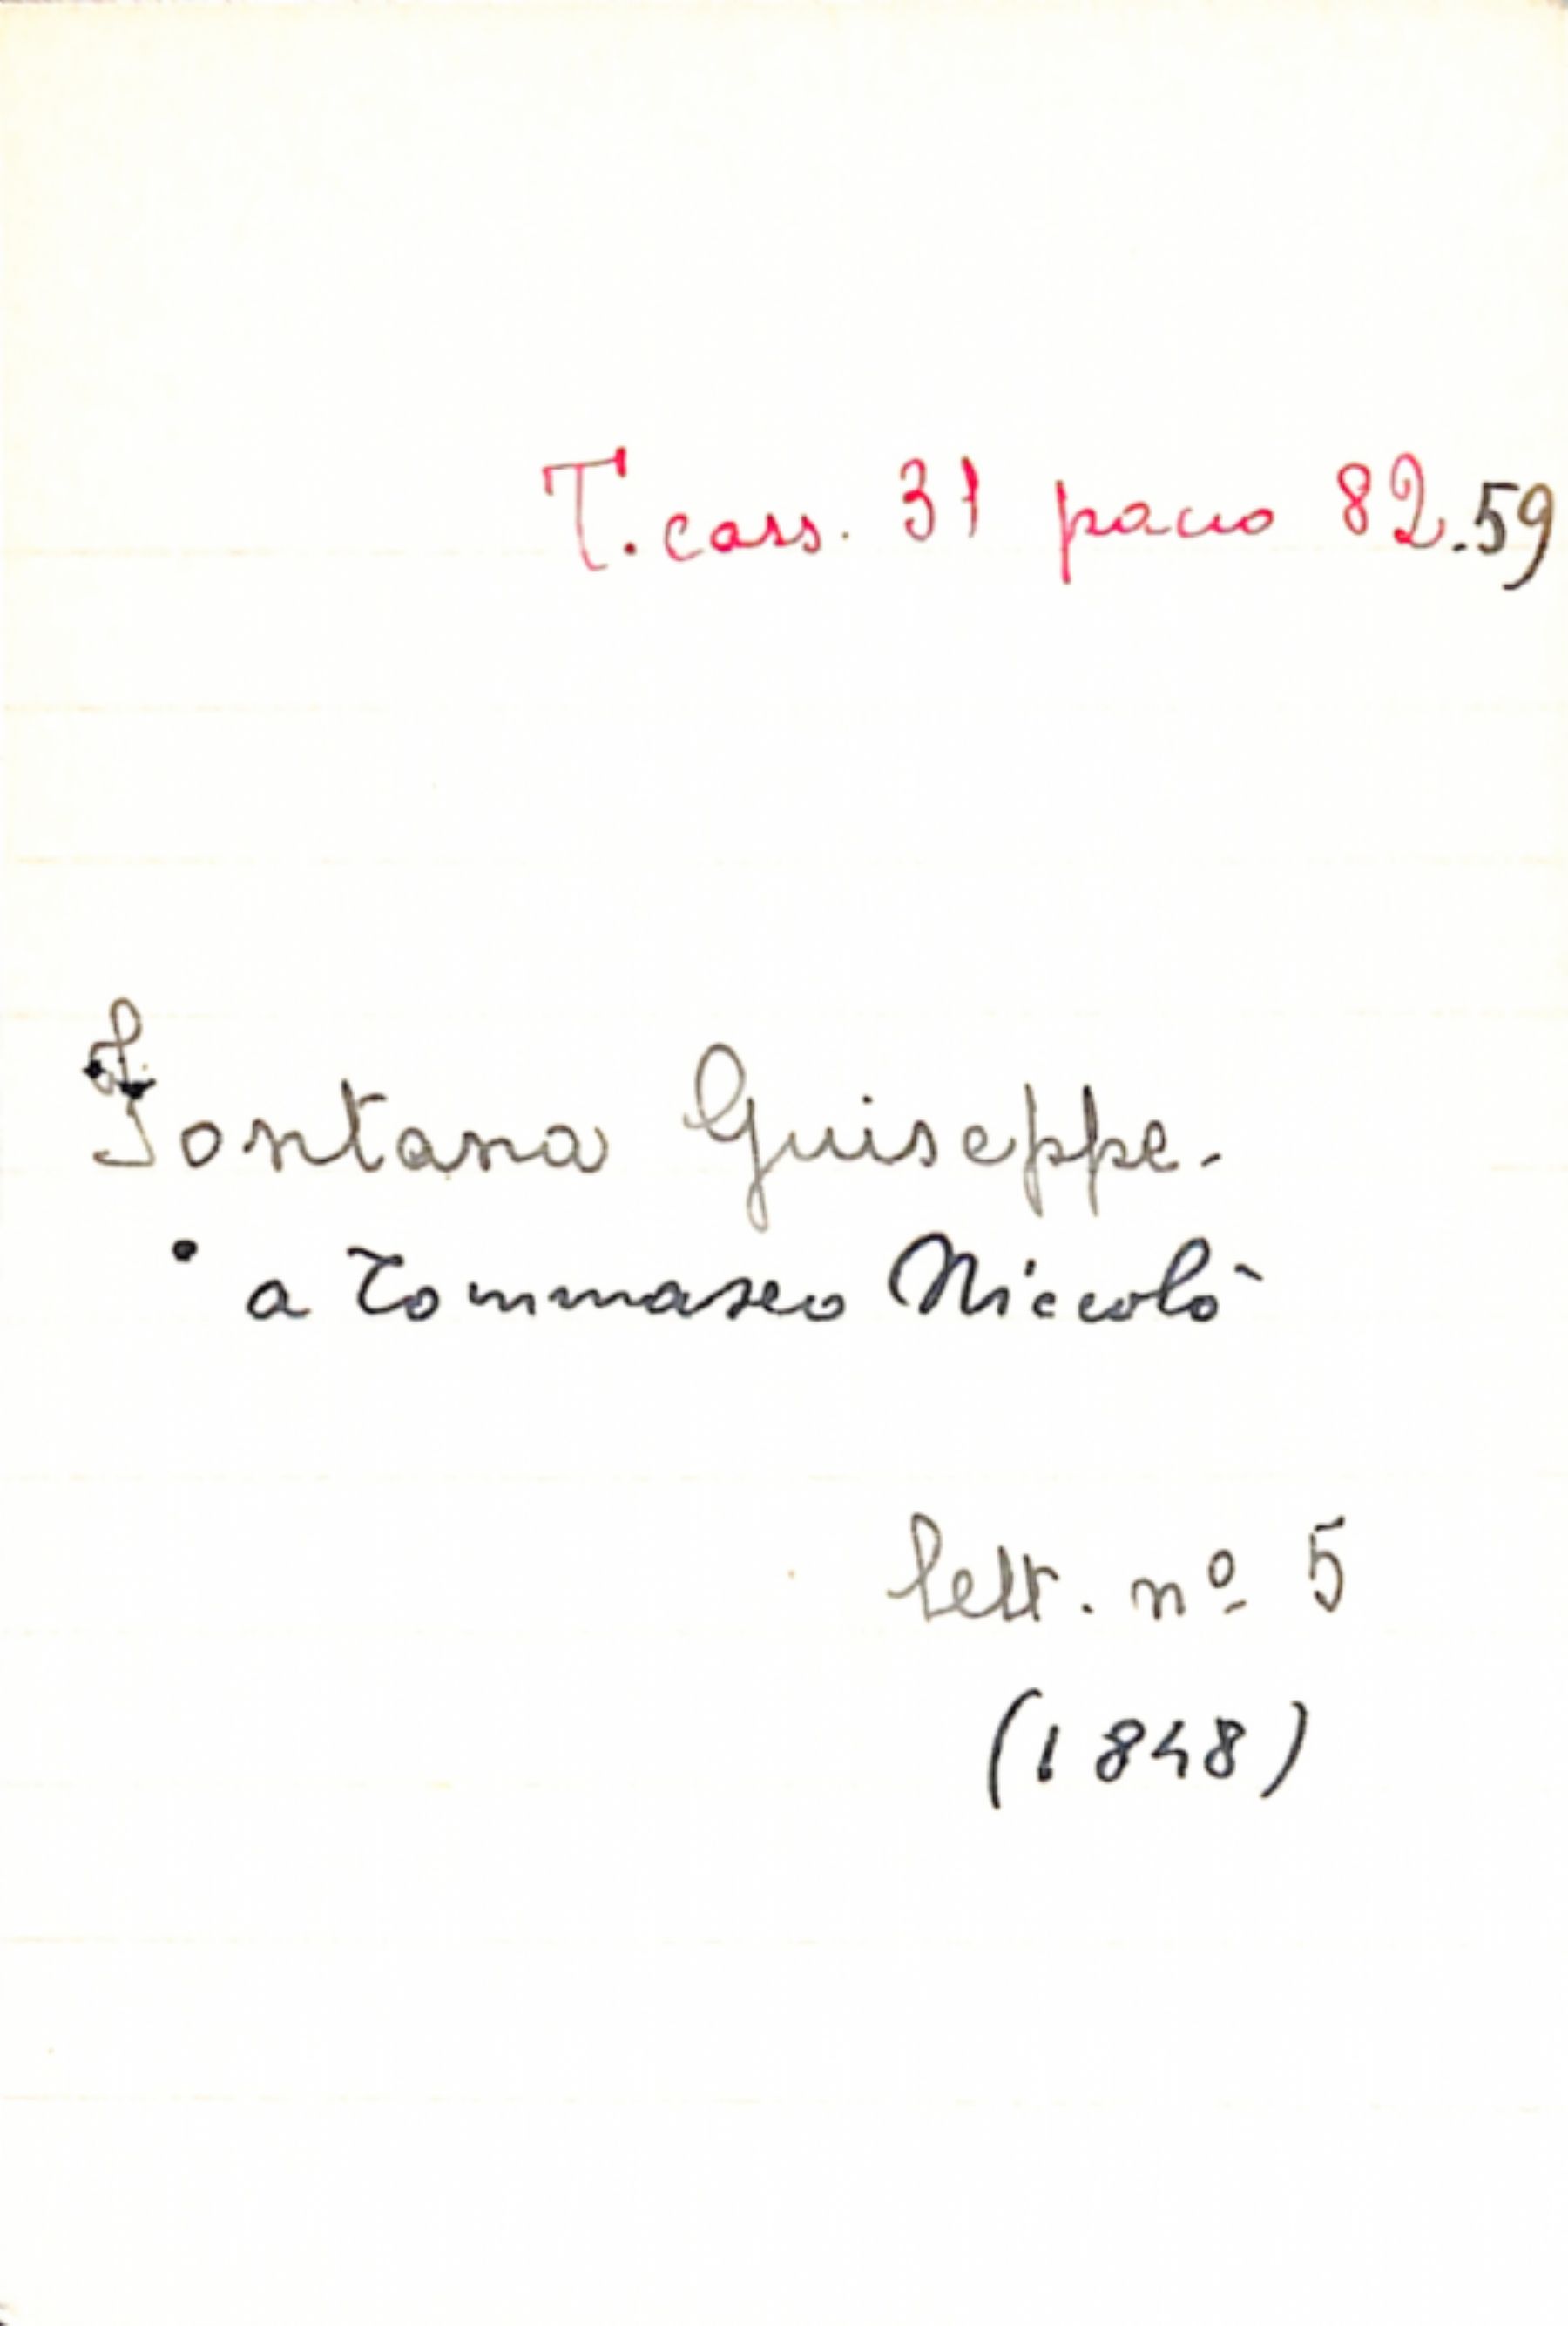 T. cass. 31 pacco 82.59
Fontana Guiseppe.
a Tommaseo Niccolò
lett. nº 5
(1848)